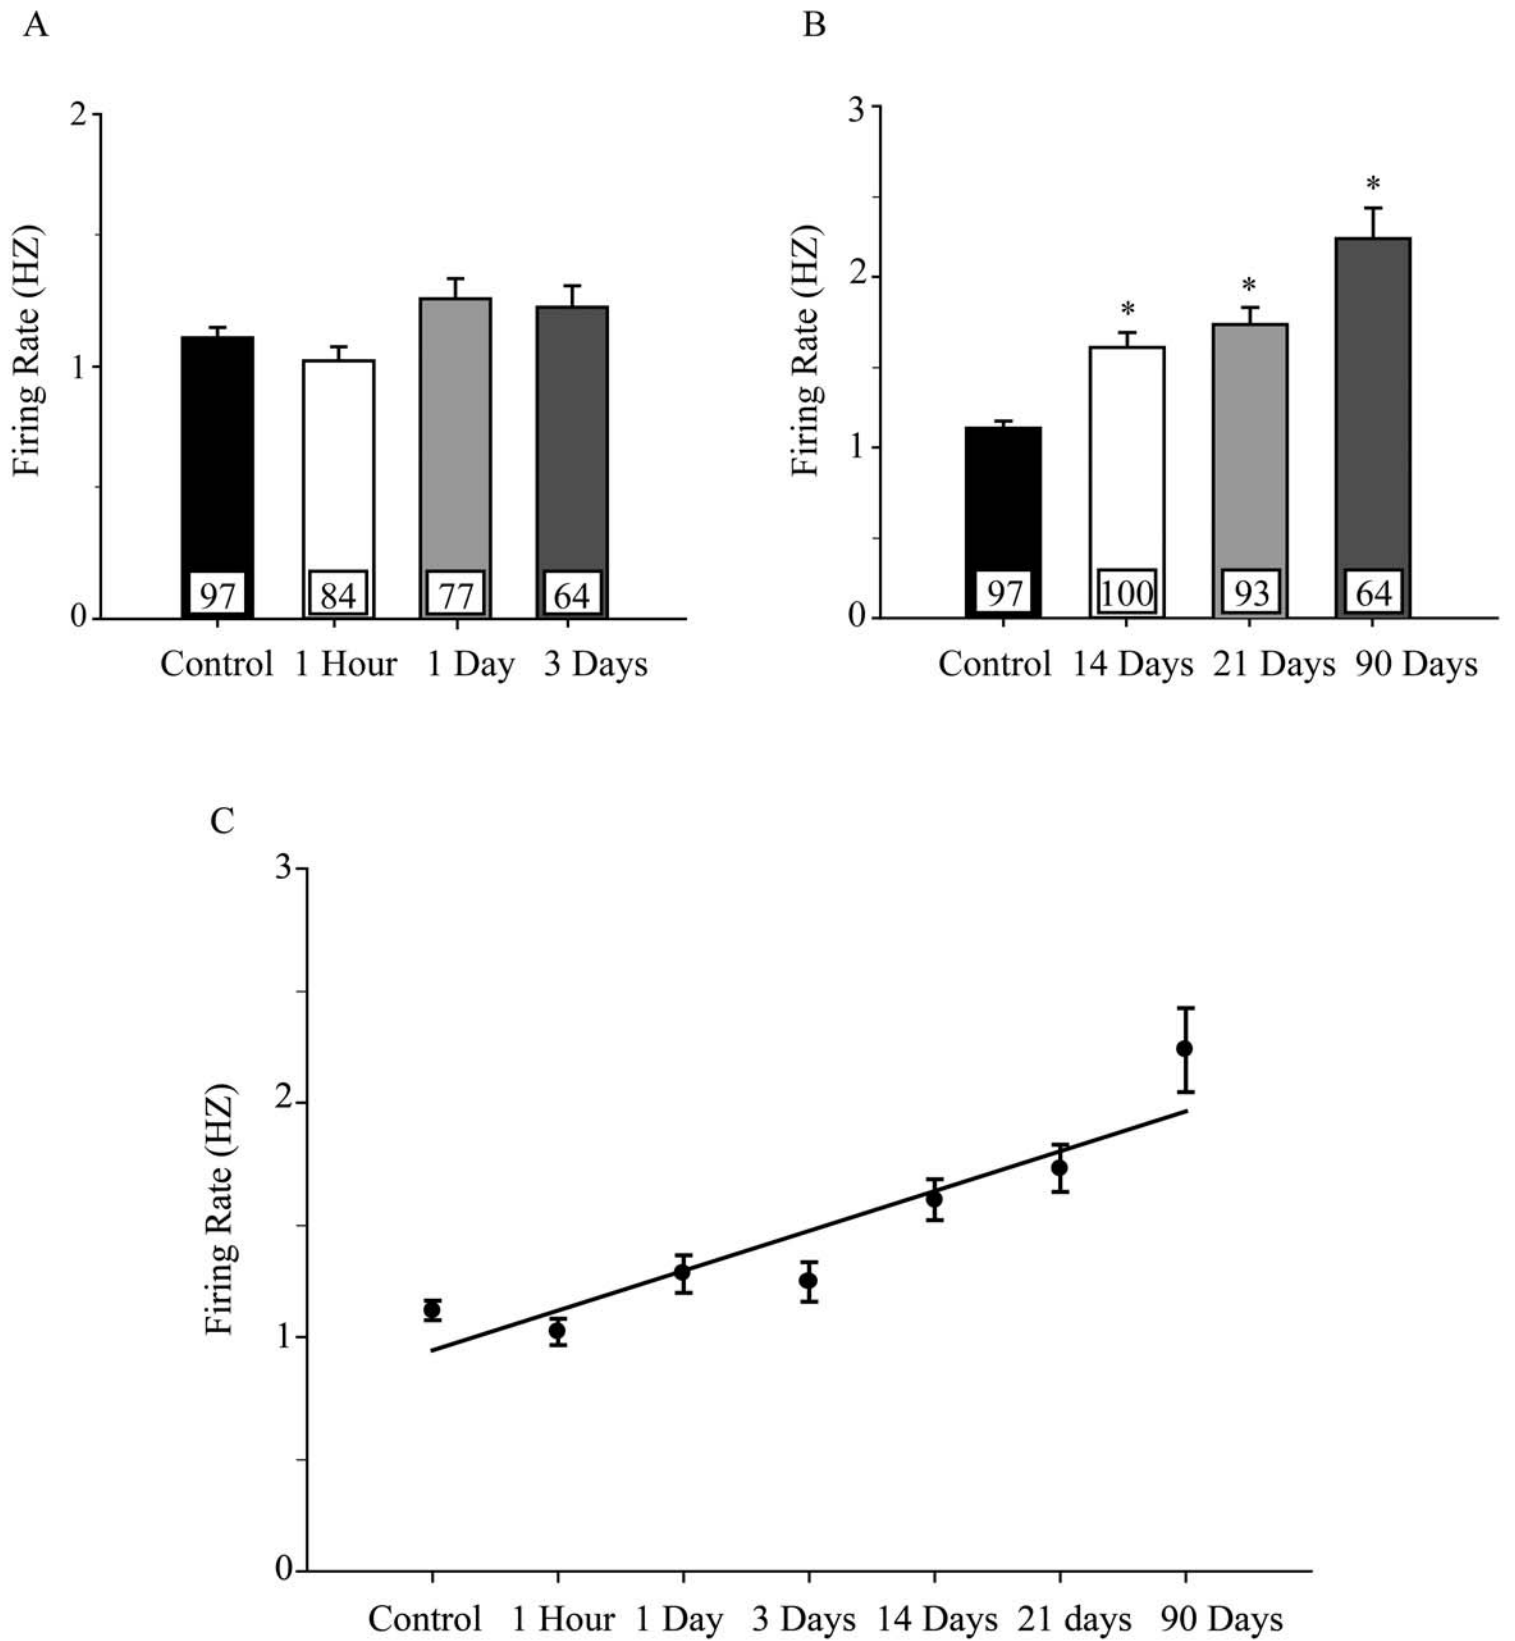 A
Firing Rate (HZ)
2
1
0
97
84
77
64
Control 1 Hour 1 Day 3 Days
B
Firing Rate (HZ)
3
2
1
0
*
*
*
97
100
93
64
Control 14 Days 21 Days 90 Days
C
Firing Rate (HZ)
3
2
1
0
Control 1 Hour 1 Day 3 Days 14 Days 21 days 90 Days